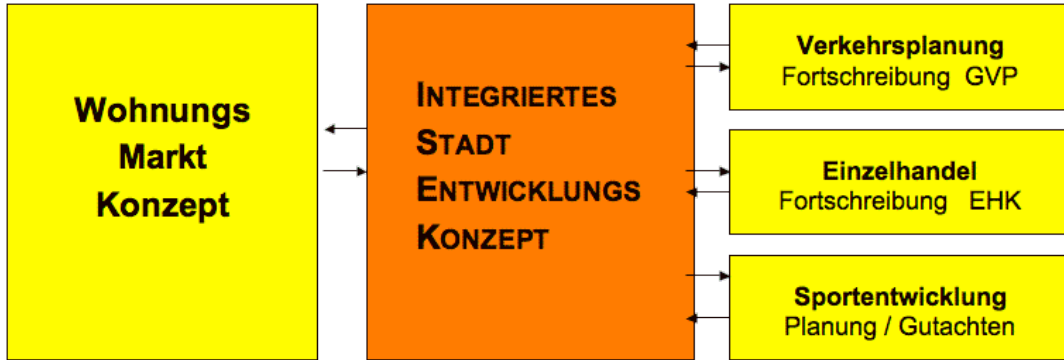 Wohnungs
Markt
Konzept
INTEGRIERTES
STADT
ENTWICKLUNGS
KONZEPT
Verkehrsplanung
Fortschreibung GVP
Einzelhandel
Fortschreibung EHK
Sportentwicklung
Planung / Gutachten